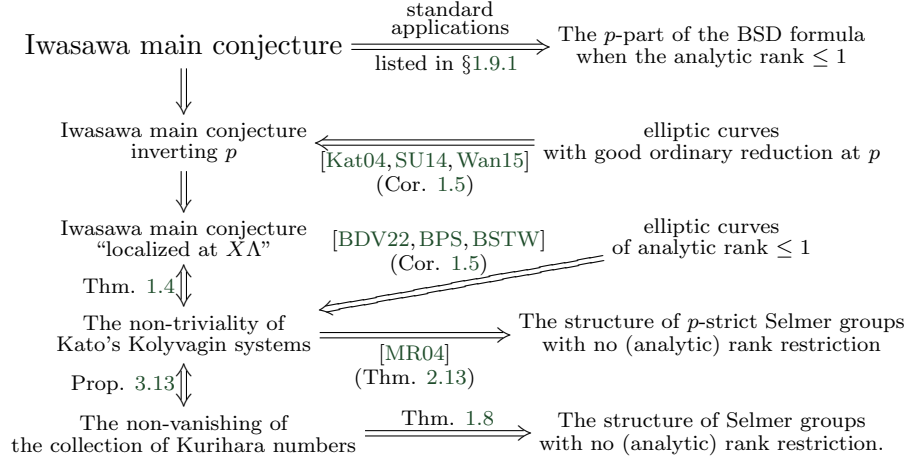 standard
applications
Iwasawa main conjecture
listed in §1.9.1
The p-part of the BSD formula
when the analytic rank ≤ 1
Iwasawa main conjecture
inverting p
[Kat04, SU14, Wan15]
(Cor. 1.5)
elliptic curves
with good ordinary reduction at p
Iwasawa main conjecture
“localized at XΛ”
[BDV22, BPS, BSTW]
(Cor. 1.5)
elliptic curves
of analytic rank ≤ 1
Thm. 1.4
The non-triviality of
Kato’s Kolyvagin systems
[MR04]
(Thm. 2.13)
The structure of p-strict Selmer groups
with no (analytic) rank restriction
Prop. 3.13
The non-vanishing of
the collection of Kurihara numbers
Thm. 1.8
The structure of Selmer groups
with no (analytic) rank restriction.